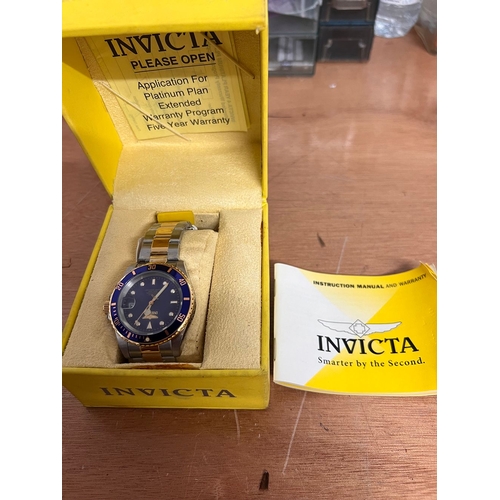 INVICTA
PLEASE OPEN
Application For
Platinum Plan
Extended
Warranty Program
Five Year Warranty
INVICTA
INSTRUCTION MANUAL AND WARRANTY
INVICTA
Smarter by the Second.